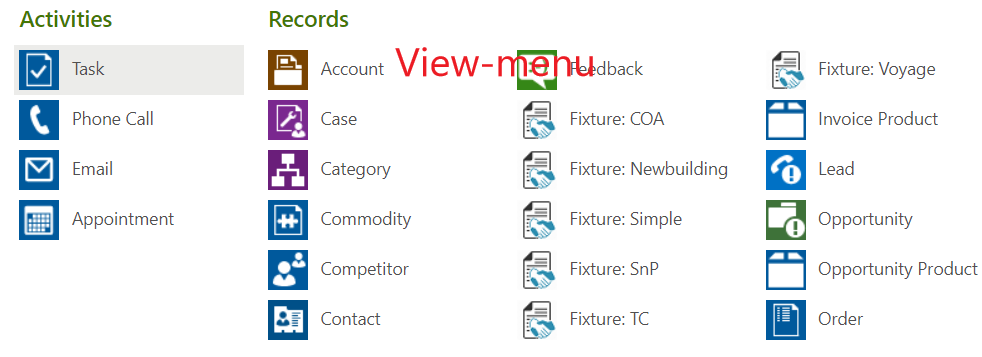 Activities
Task
Phone Call
Email
Appointment
Records
View-menu
Account
Case
Category
Commodity
Competitor
Contact
Feedback
Fixture: COA
Fixture: Newbuilding
Fixture: Simple
Fixture: SnP
Fixture: TC
Fixture: Voyage
Invoice Product
Lead
Opportunity
Opportunity Product
Order